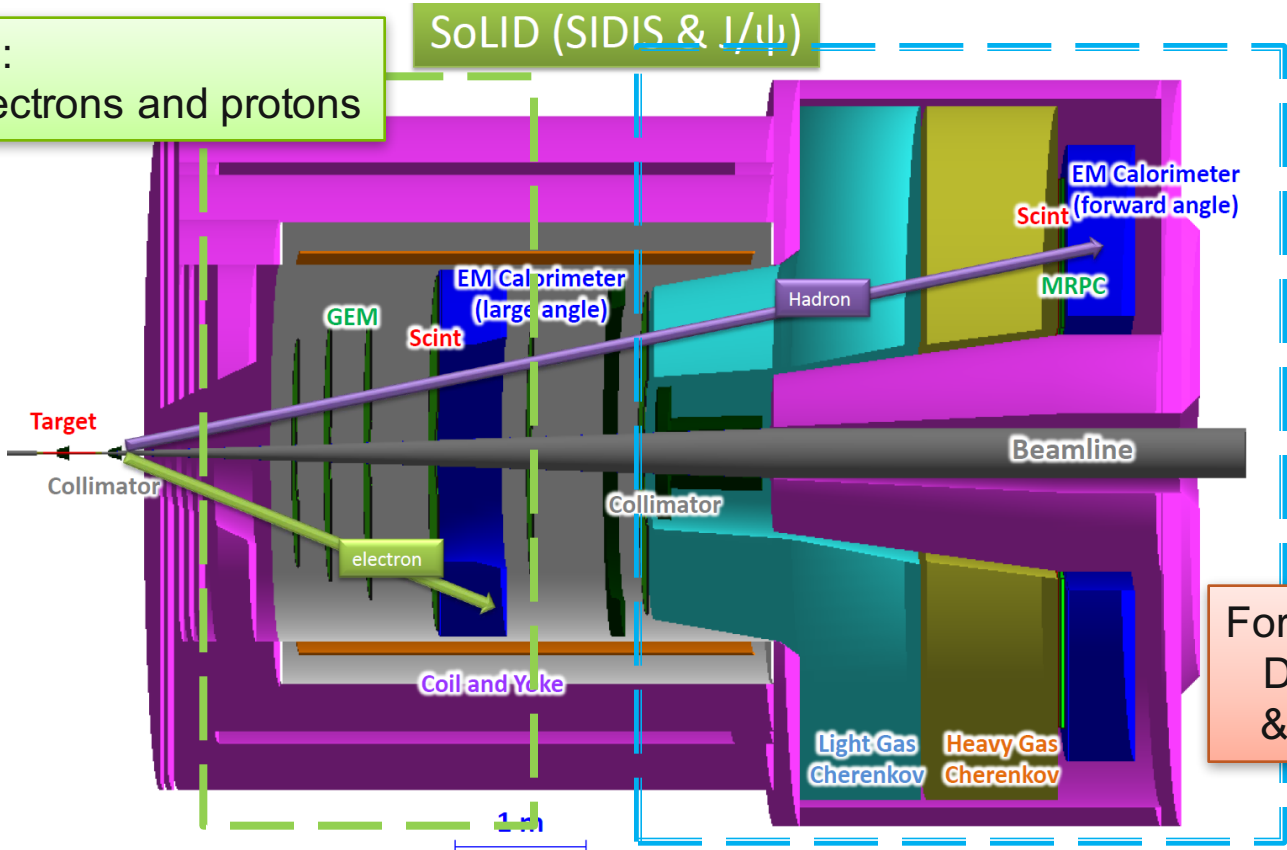 SoLID (SIDIS & J/ψ)
:
ectrons and protons
EM Calorimeter
(forward angle)
Scint
MRPC
Hadron
EM Calorimeter
(large angle)
GEM
Scint
Target
Collimator
Beamline
Collimator
electron
Coil and Yoke
Light Gas
Cherenkov
Heavy Gas
Cherenkov
For
D
&
1 m